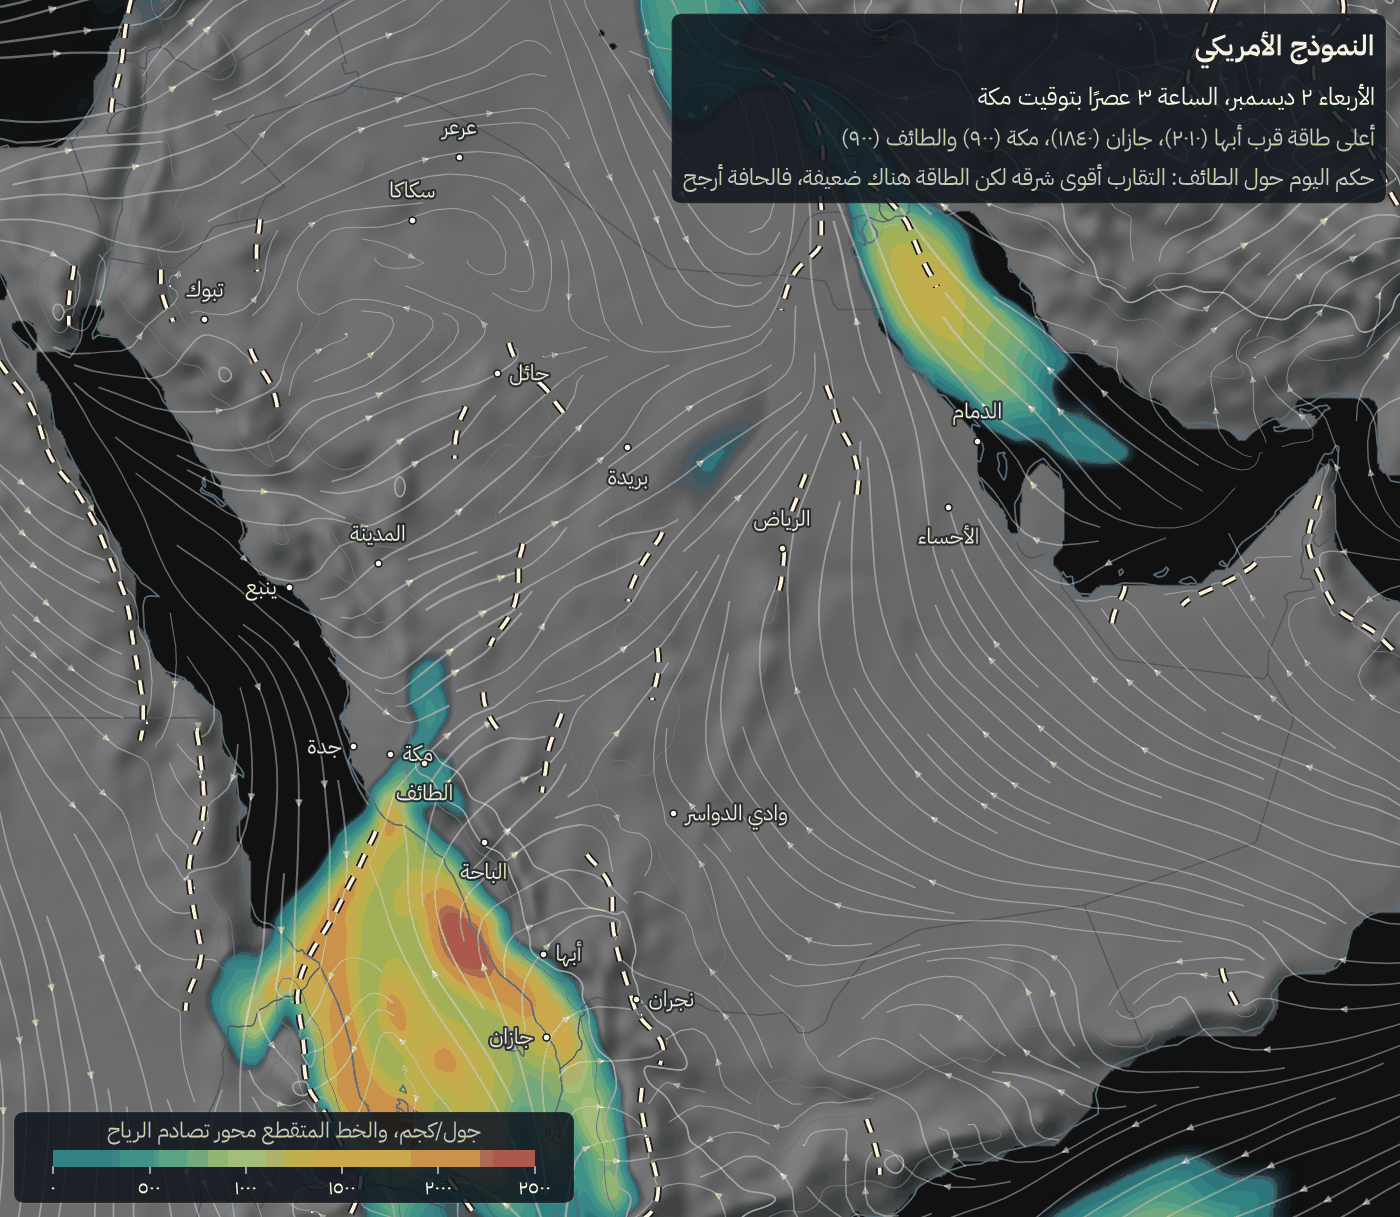 النموذج الأمريكي
الأربعاء ٢ ديسمبر، الساعة ٣ عصرًا بتوقيت مكة
أعلى طاقة قرب أبها (٢٠١٠)، جازان (١٨٤٠)، مكة (٩٠٠) والطائف (٩٠٠)
حكم اليوم حول الطائف: التقارب أقوى شرقه لكن الطاقة هناك ضعيفة، فالحافة أرجح
عرعر
سكاكا
تبوك
حائل
الدمام
بريدة
الرياض
الأحساء
المدينة
ينبع
جدة
مكة
الطائف
وادي الدواسر
الباحة
أبها
نجران
جازان
جول/كجم، والخط المتقطع محور تصادم الرياح
٠ ٥٠٠ ١٠٠٠ ١٥٠٠ ٢٠٠٠ ٢٥٠٠